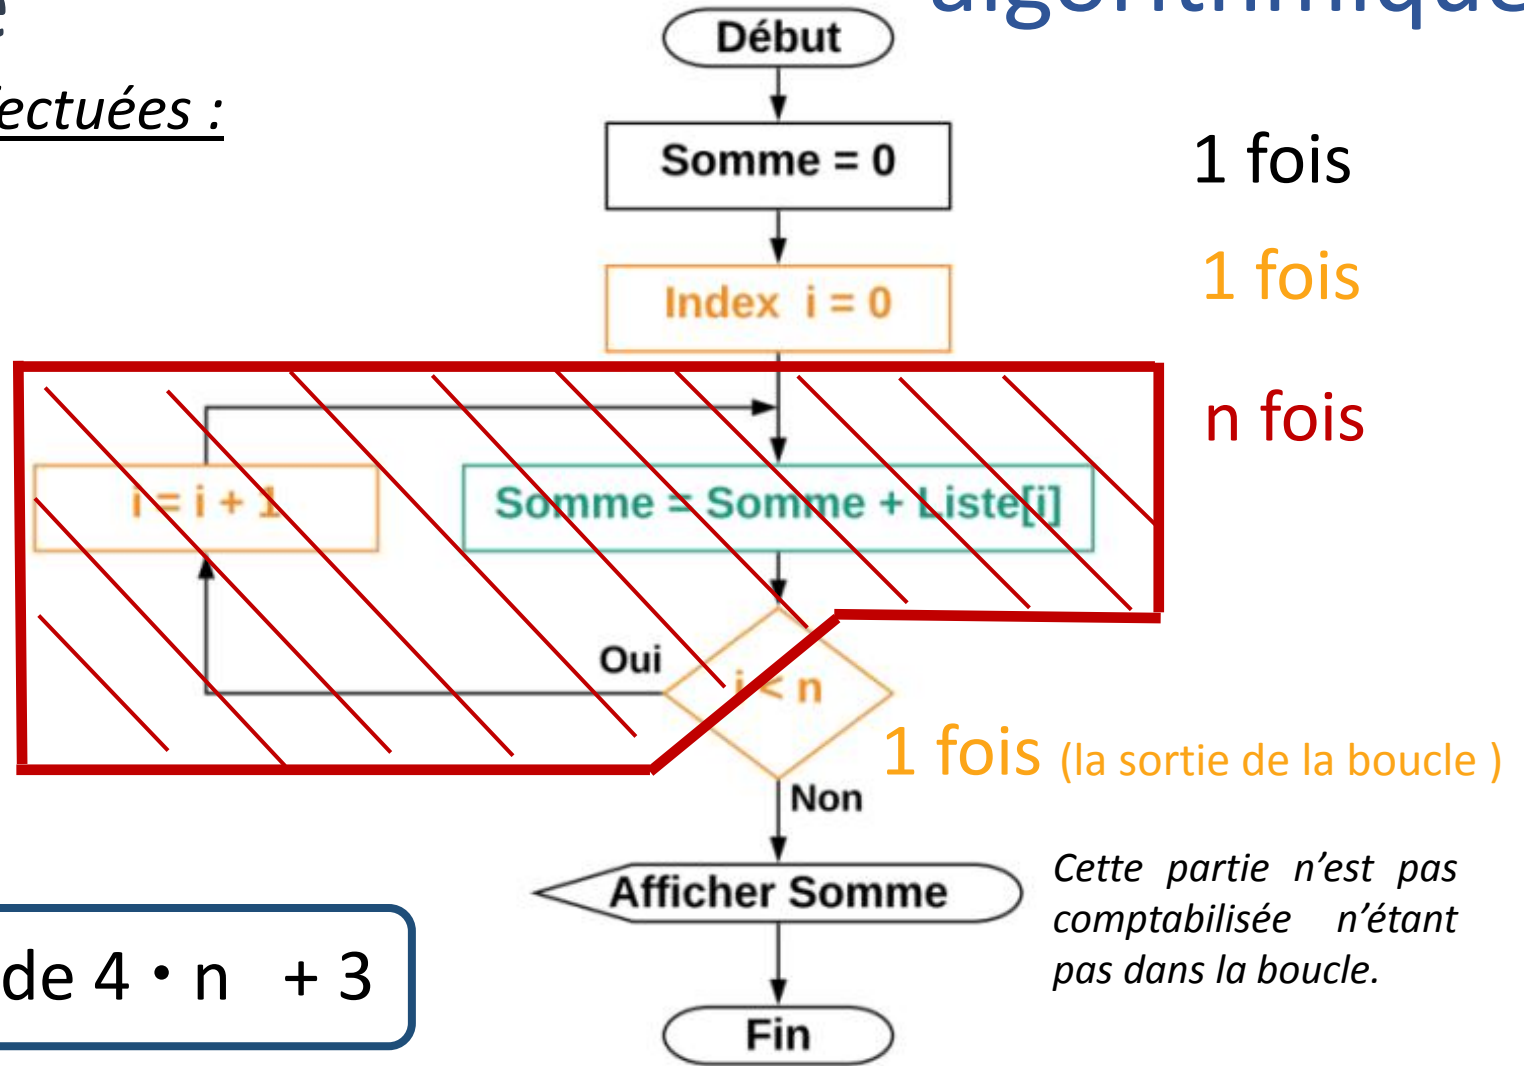 algorithmique
ectuées :
Début
Somme = 0
1 fois
Index i = 0
1 fois
n fois
i = i + 1
Somme = Somme + Liste[i]
Oui
i < n
1 fois (la sortie de la boucle )
Non
Afficher Somme
Cette partie n’est pas
comptabilisée n’étant
pas dans la boucle.
de 4 · n + 3
Fin